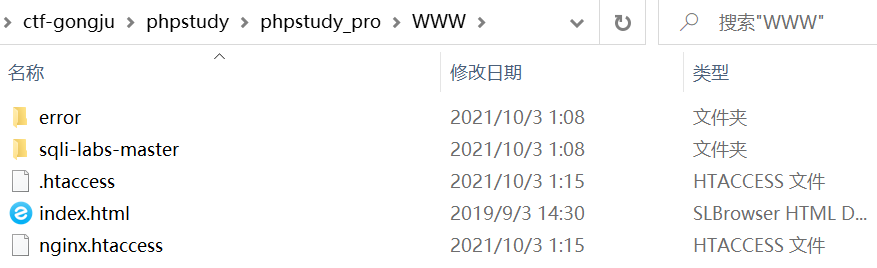 ctf-gongju > phpstudy > phpstudy_pro > WWW > 搜索"WWW"
名称 修改日期 类型
error 2021/10/3 1:08 文件夹
sqli-labs-master 2021/10/3 1:08 文件夹
.htaccess 2021/10/3 1:15 HTACCESS 文件
index.html 2019/9/3 14:30 SLBrowser HTML D...
nginx.htaccess 2021/10/3 1:15 HTACCESS 文件